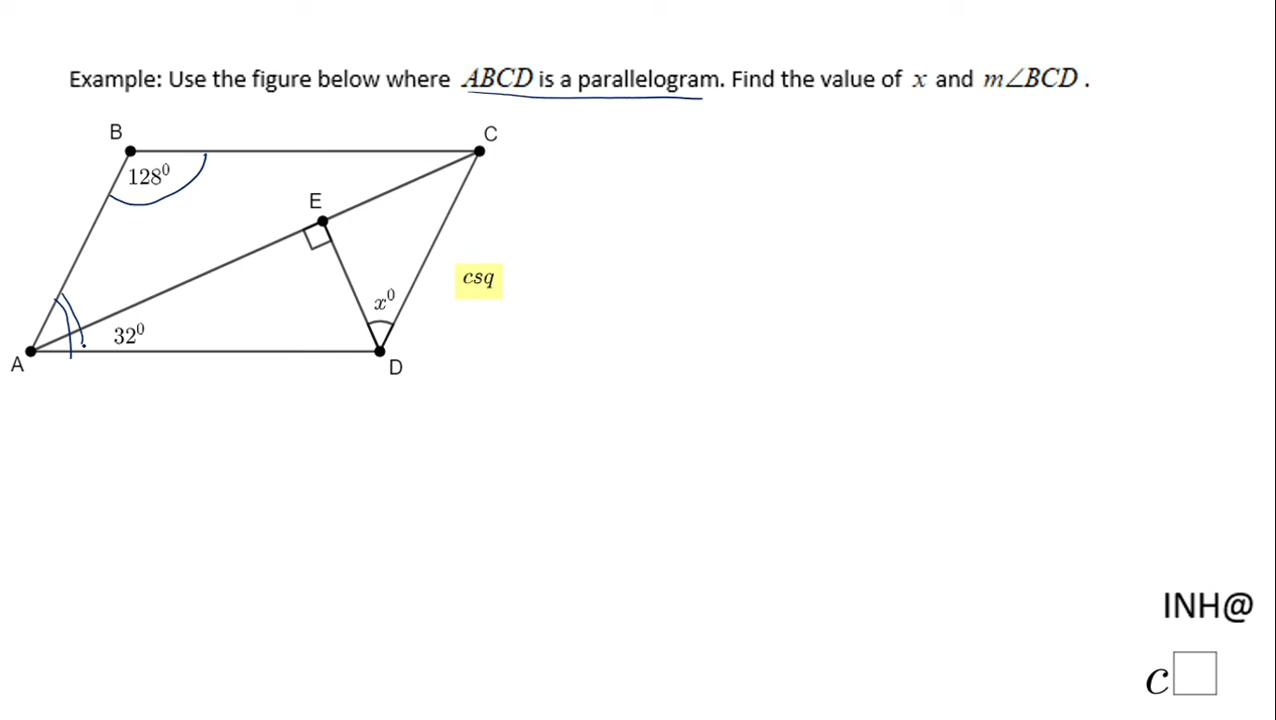 Example: Use the figure below where ABCD is a parallelogram. Find the value of x and m∠BCD .
B
C
128⁰
E
csq
x⁰
32⁰
A
D
INH@
c